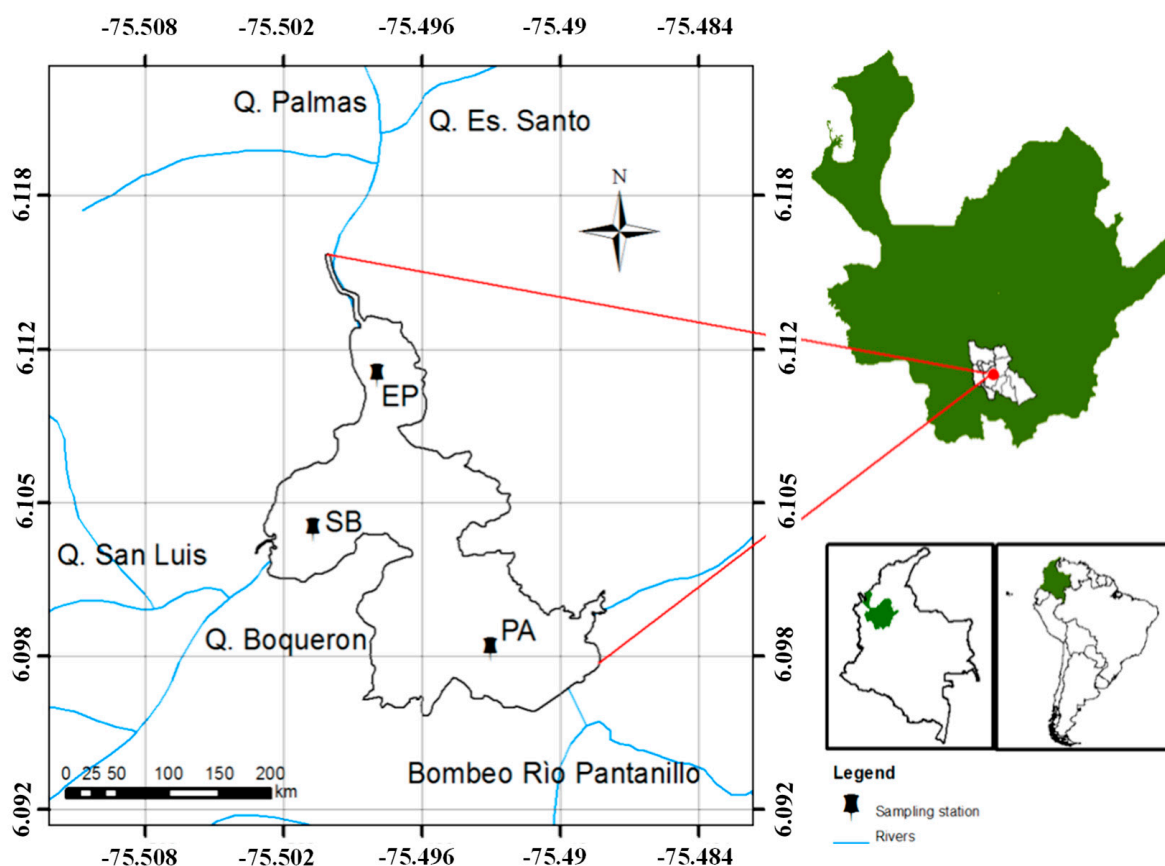 -75.508 -75.502 -75.496 -75.49 -75.484
Q. Palmas
Q. Es. Santo
N
6.118 6.118
6.112 6.112
EP
6.105 6.105
SB
Q. San Luis
Q. Boqueron
PA
6.098 6.098
Bombeo Rìo Pantanillo
0 25 50 100 150 200
km
6.092 6.092
-75.508 -75.502 -75.496 -75.49 -75.484
Legend
Sampling station
Rivers